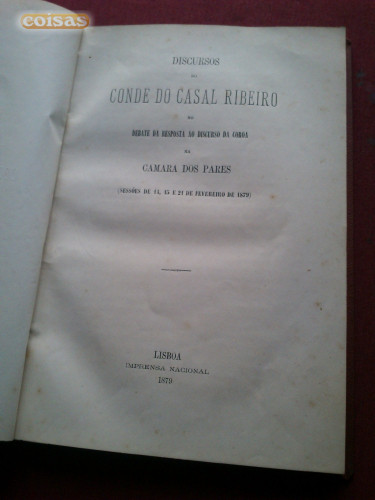 coisas
DISCURSOS
DO
CONDE DO CASAL RIBEIRO
NO
DEBATE DA RESPOSTA AO DISCURSO DA COROA
NA
CAMARA DOS PARES
(SESSÕES DE 14, 15 E 21 DE FEVEREIRO DE 1879)
LISBOA
IMPRENSA NACIONAL
1879